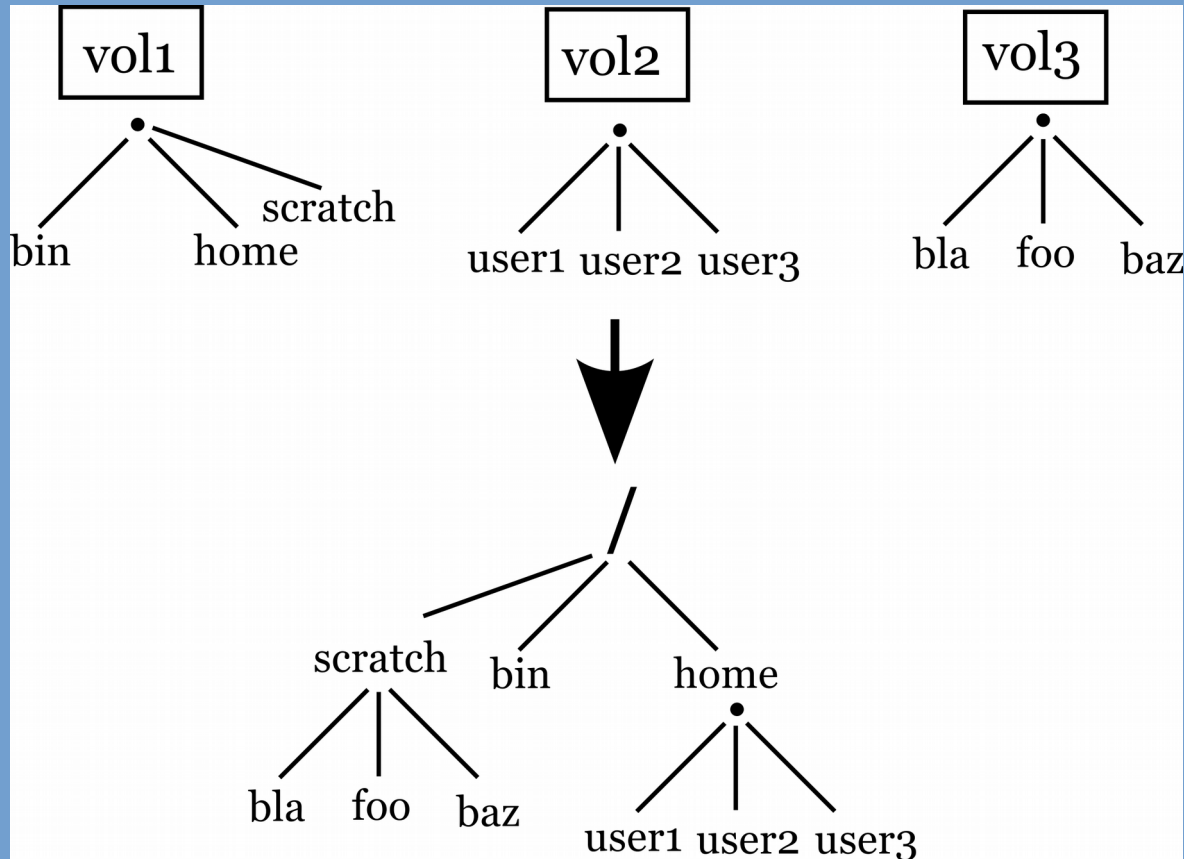 vol1 vol2 vol3
scratch
bin home user1 user2 user3 bla foo baz
/
scratch bin home
bla foo baz
user1 user2 user3